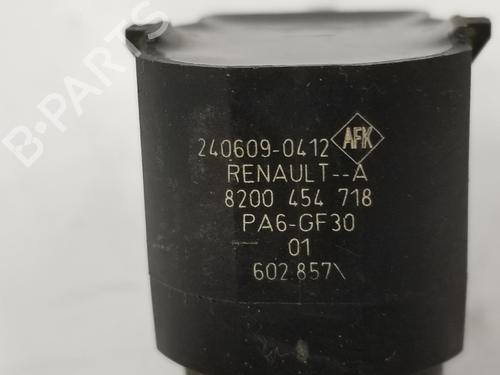 B-PARTS
240609-0412 AFK
RENAULT--A
8200 454 718
PA6-GF30
01
602.857\